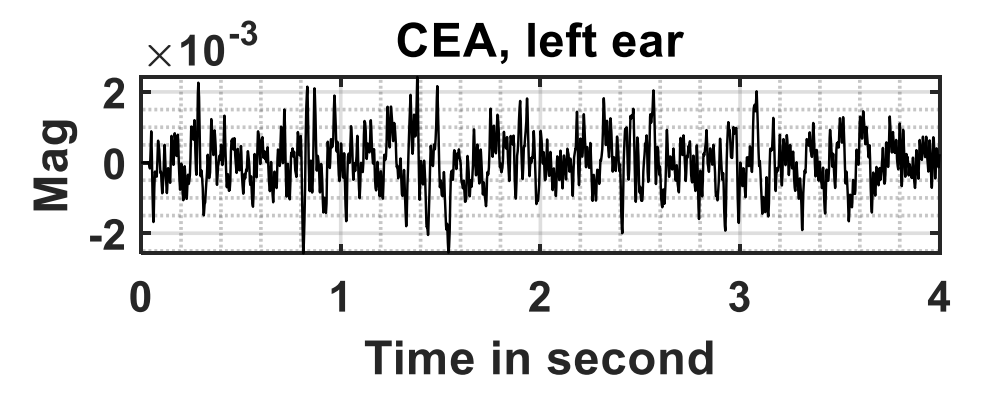 ×10⁻³ CEA, left ear
Mag
2
0
-2
0 1 2 3 4
Time in second